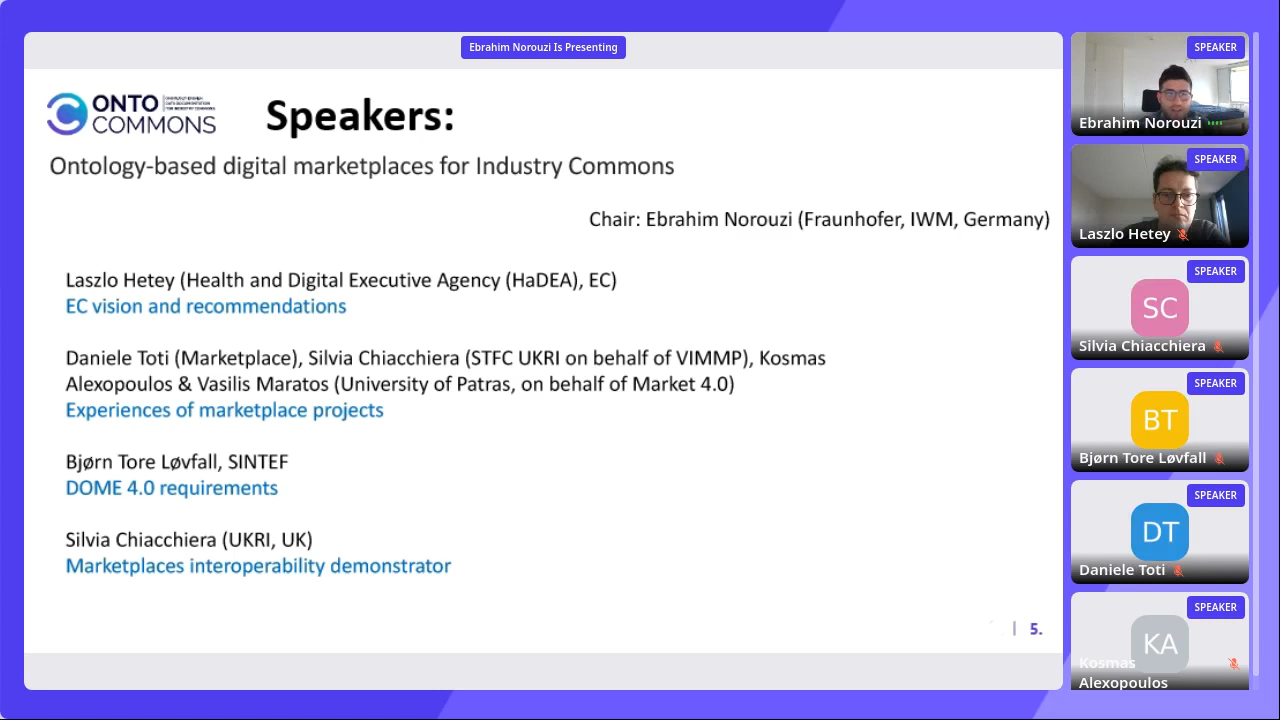 Ebrahim Norouzi Is Presenting
ONTO
COMMONS
Speakers:
Ontology-based digital marketplaces for Industry Commons
Chair: Ebrahim Norouzi (Fraunhofer, IWM, Germany)
Laszlo Hetey (Health and Digital Executive Agency (HaDEA), EC)
EC vision and recommendations
Daniele Toti (Marketplace), Silvia Chiacchiera (STFC UKRI on behalf of VIMMP), Kosmas
Alexopoulos & Vasilis Maratos (University of Patras, on behalf of Market 4.0)
Experiences of marketplace projects
Bjørn Tore Løvfall, SINTEF
DOME 4.0 requirements
Silvia Chiacchiera (UKRI, UK)
Marketplaces interoperability demonstrator
| 5.
SPEAKER
Ebrahim Norouzi
SPEAKER
Laszlo Hetey
SPEAKER
SC
Silvia Chiacchiera
SPEAKER
BT
Bjørn Tore Løvfall
SPEAKER
DT
Daniele Toti
SPEAKER
KA
Kosmas
Alexopoulos